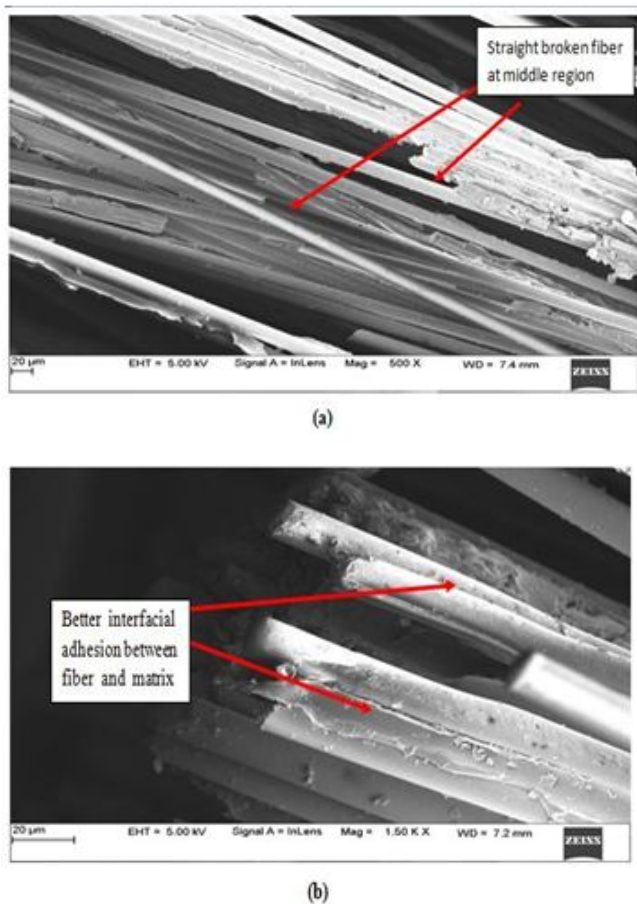 Straight broken fiber
at middle region
20 µm
EHT = 5.00 kV Signal A = InLens Mag = 500 X WD = 7.4 mm
ZEISS
(a)
Better interfacial
adhesion between
fiber and matrix
20 µm
EHT = 5.00 kV Signal A = InLens Mag = 1.50 K X WD = 7.2 mm
ZEISS
(b)